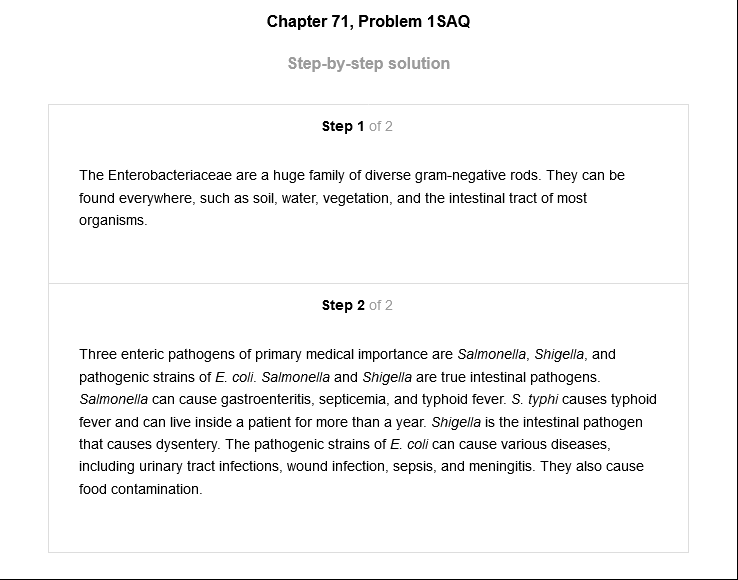 Chapter 71, Problem 1SAQ
Step-by-step solution
Step 1 of 2
The Enterobacteriaceae are a huge family of diverse gram-negative rods. They can be
found everywhere, such as soil, water, vegetation, and the intestinal tract of most
organisms.
Step 2 of 2
Three enteric pathogens of primary medical importance are Salmonella, Shigella, and
pathogenic strains of E. coli. Salmonella and Shigella are true intestinal pathogens.
Salmonella can cause gastroenteritis, septicemia, and typhoid fever. S. typhi causes typhoid
fever and can live inside a patient for more than a year. Shigella is the intestinal pathogen
that causes dysentery. The pathogenic strains of E. coli can cause various diseases,
including urinary tract infections, wound infection, sepsis, and meningitis. They also cause
food contamination.